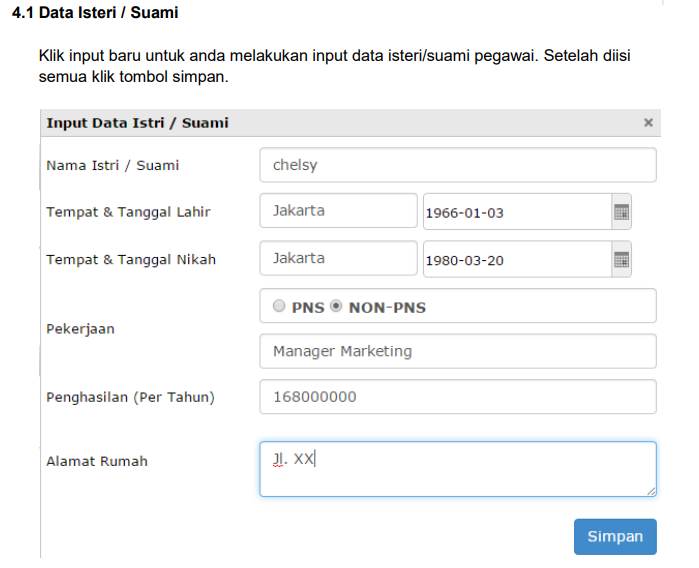 4.1 Data Isteri / Suami
Klik input baru untuk anda melakukan input data isteri/suami pegawai. Setelah diisi
semua klik tombol simpan.
Input Data Istri / Suami ×
Nama Istri / Suami chelsy
Tempat & Tanggal Lahir Jakarta 1966-01-03
Tempat & Tanggal Nikah Jakarta 1980-03-20
PNS NON-PNS
Pekerjaan
Manager Marketing
Penghasilan (Per Tahun) 168000000
Alamat Rumah Jl. XX
Simpan